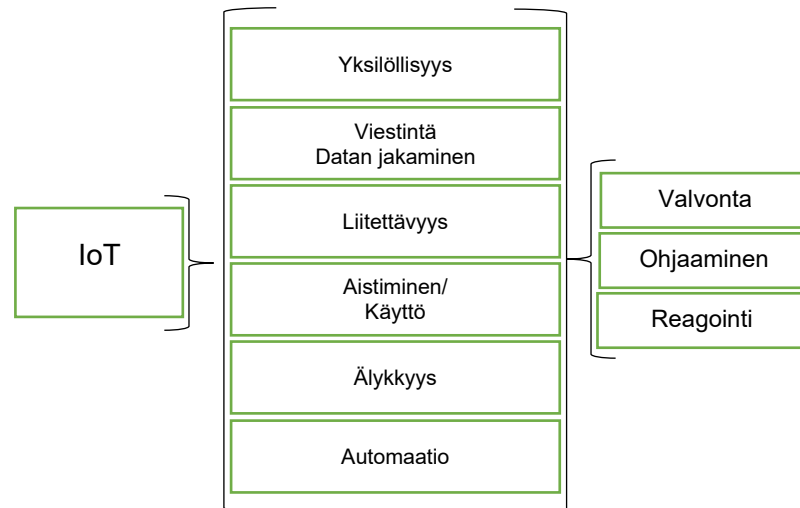 IoT
Yksilöllisyys
Viestintä
Datan jakaminen
Liitettävyys
Aistiminen/
Käyttö
Älykkyys
Automaatio
Valvonta
Ohjaaminen
Reagointi